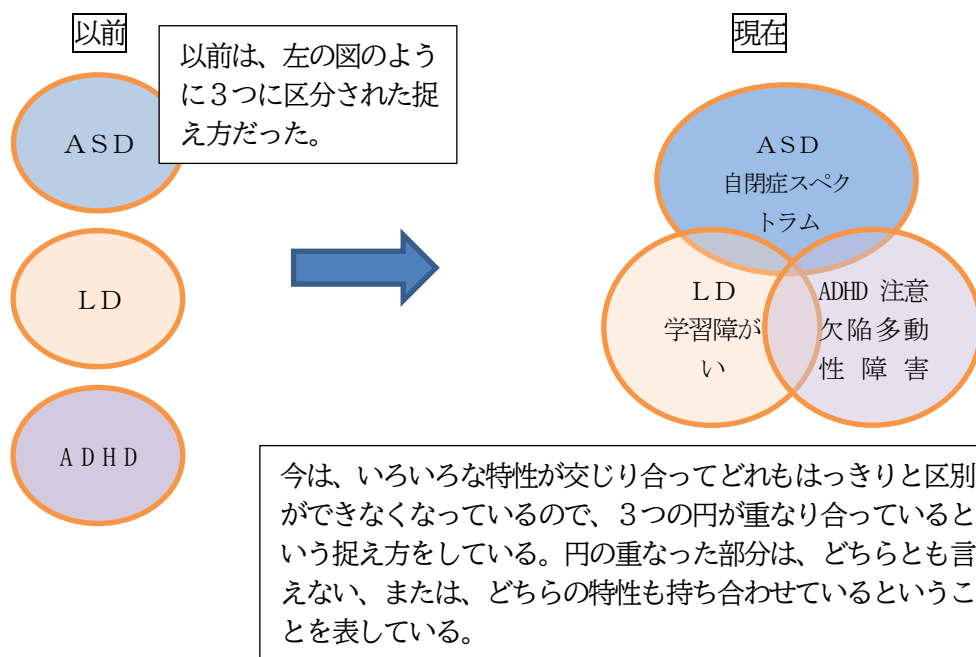 以前
以前は、左の図のよう
に３つに区分された捉
え方だった。
ＡＳＤ
ＬＤ
ＡＤＨＤ
現在
ＡＳＤ
自閉症スペク
トラム
ＬＤ
学習障が
い
ADHD 注意
欠陥多動
性 障 害
今は、いろいろな特性が交じり合ってどれもはっきりと区別
ができなくなっているので、３つの円が重なり合っていると
いう捉え方をしている。円の重なった部分は、どちらとも言
えない、または、どちらの特性も持ち合わせているというこ
とを表している。